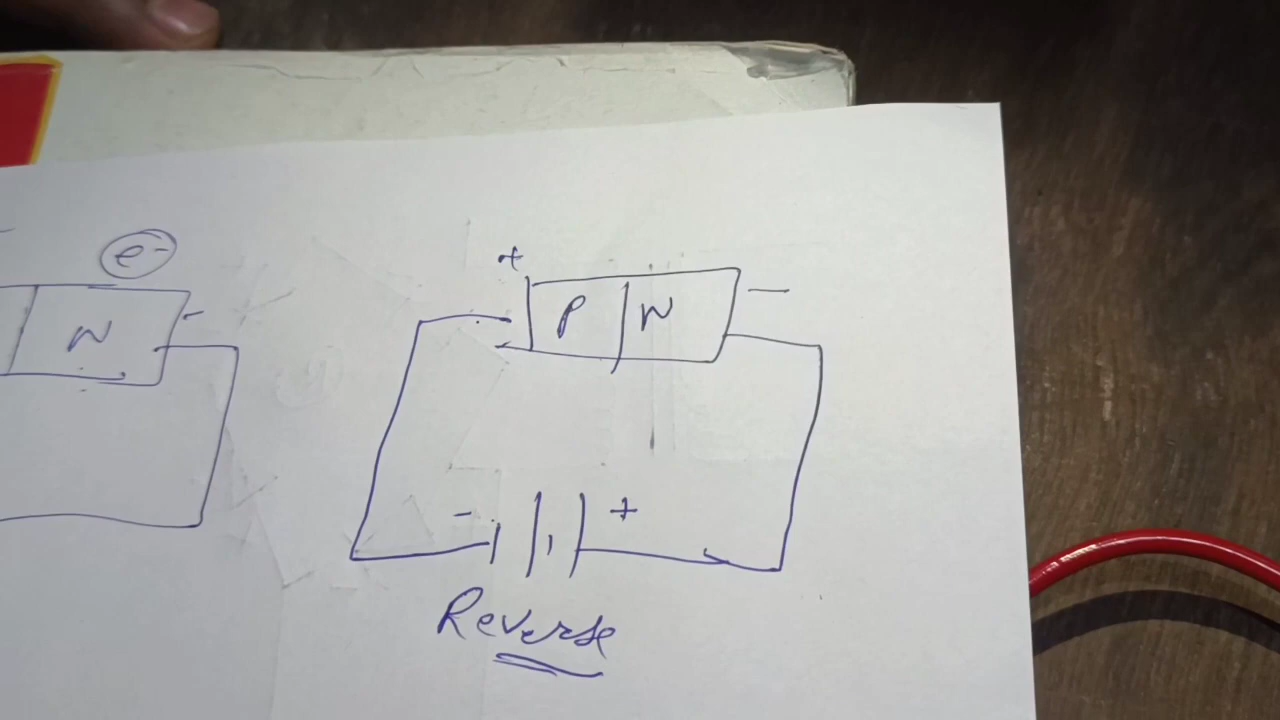 e-
N -
+
P N -
- +
Reverse